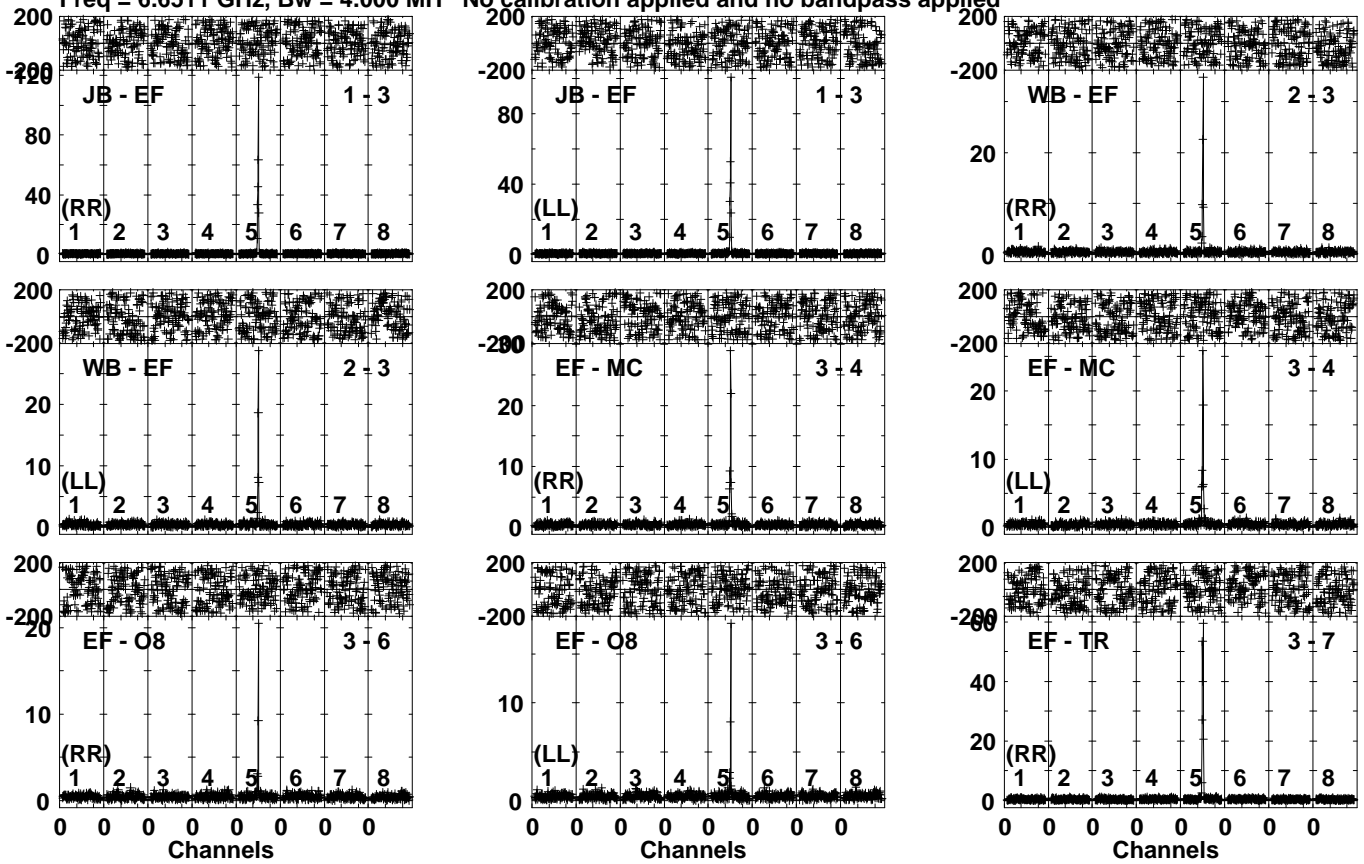 Freq = 6.6511 GHz, Bw = 4.000 MH No calibration applied and no bandpass applied
200 200 200
-200 -200 -200
120
JB - EF 1 - 3 JB - EF 1 - 3 WB - EF 2 - 3
80 80
20
40 40
(RR) (LL) (RR)
1 2 3 4 5 6 7 8 1 2 3 4 5 6 7 8 1 2 3 4 5 6 7 8
0 0 0
200 200 200
-200 -200 -200
30
WB - EF 2 - 3 EF - MC 3 - 4 EF - MC 3 - 4
20 20 20
10 10 10
(LL) (RR) (LL)
1 2 3 4 5 6 7 8 1 2 3 4 5 6 7 8 1 2 3 4 5 6 7 8
0 0 0
200 200 200
-200 -200 -200
20 60
EF - O8 3 - 6 EF - O8 3 - 6 EF - TR 3 - 7
40
10 10
20
(RR) (LL) (RR)
1 2 3 4 5 6 7 8 1 2 3 4 5 6 7 8 1 2 3 4 5 6 7 8
0 0 0
0 0 0 0 0 0 0 0 0 0 0 0 0 0 0 0 0 0 0 0 0 0 0 0
Channels Channels Channels